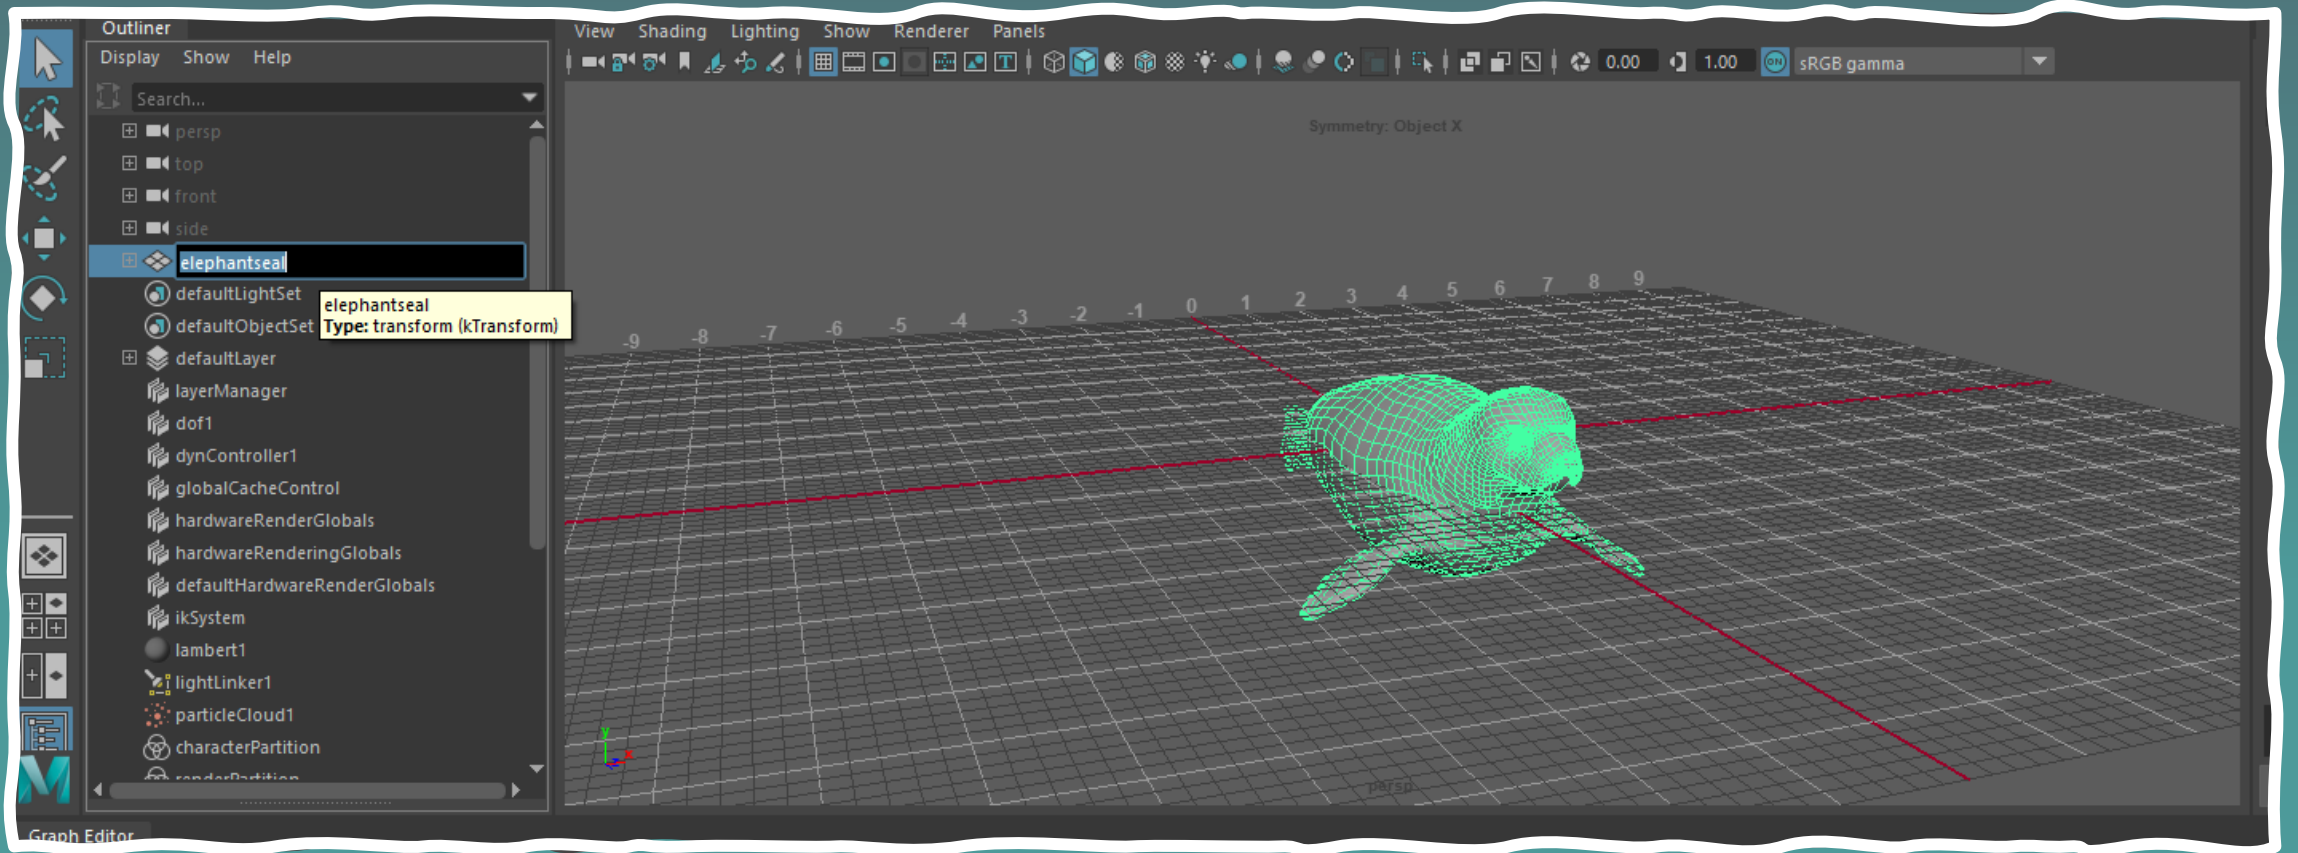 Outliner
Display Show Help
Search...
persp
top
front
side
elephantseal
defaultLightSet
defaultObjectSet
elephantseal
Type: transform (kTransform)
defaultLayer
layerManager
dof1
dynController1
globalCacheControl
hardwareRenderGlobals
hardwareRenderingGlobals
defaultHardwareRenderGlobals
ikSystem
lambert1
lightLinker1
particleCloud1
characterPartition
renderPartition
Graph Editor
View Shading Lighting Show Renderer Panels
0.00 1.00 ON sRGB gamma
Symmetry: Object X
-9 -8 -7 -6 -5 -4 -3 -2 -1 0 1 2 3 4 5 6 7 8 9
y
x
z
persp